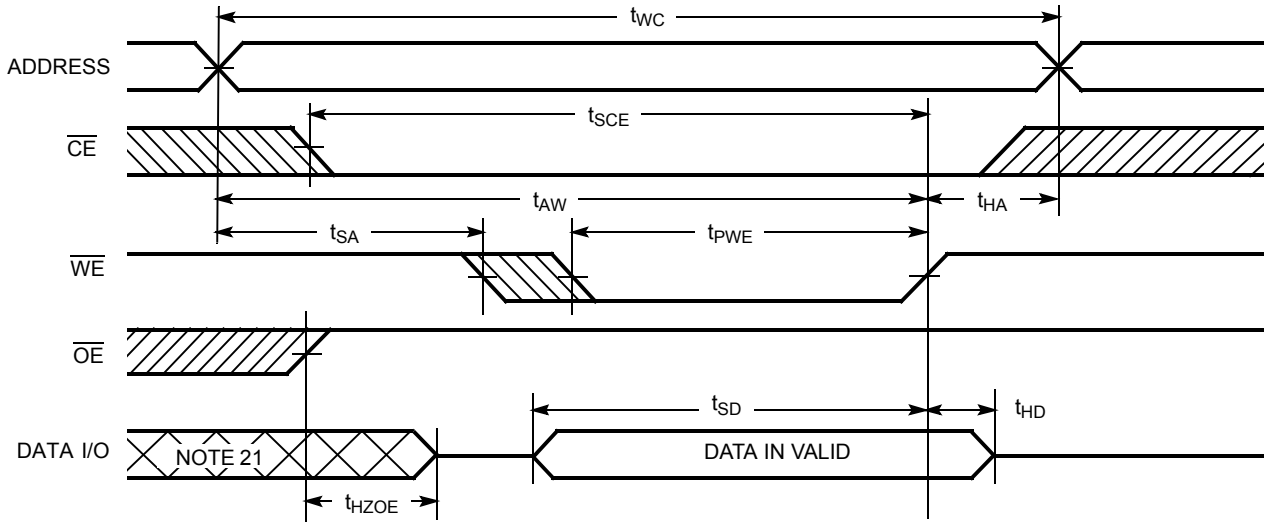 tWC
ADDRESS
tSCE
CE
tAW
tHA
tSA
tPWE
WE
OE
tSD
tHD
DATA I/O
NOTE 21
DATA IN VALID
tHZOE